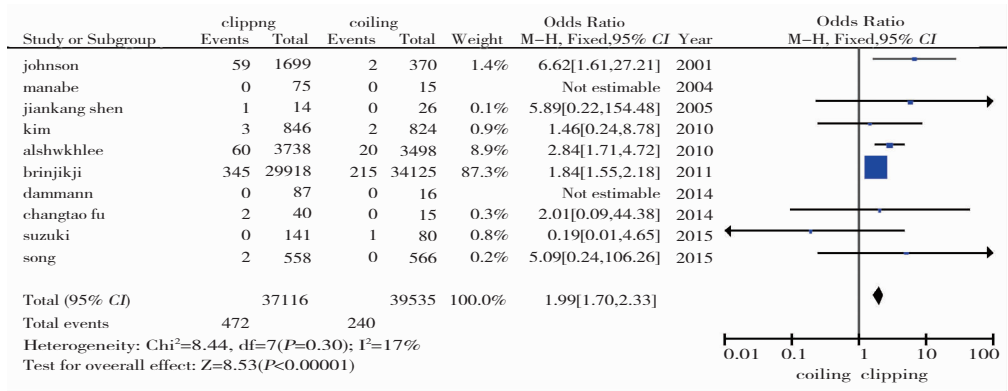 clippng coiling Odds Ratio Odds Ratio
Study or Subgroup Events Total Events Total Weight M-H, Fixed,95% CI Year M-H, Fixed,95% CI
johnson 59 1699 2 370 1.4% 6.62[1.61,27.21] 2001
manabe 0 75 0 15 Not estimable 2004
jiankang shen 1 14 0 26 0.1% 5.89[0.22,154.48] 2005
kim 3 846 2 824 0.9% 1.46[0.24,8.78] 2010
alshwkhlee 60 3738 20 3498 8.9% 2.84[1.71,4.72] 2010
brinjikji 345 29918 215 34125 87.3% 1.84[1.55,2.18] 2011
dammann 0 87 0 16 Not estimable 2014
changtao fu 2 40 0 15 0.3% 2.01[0.09,44.38] 2014
suzuki 0 141 1 80 0.8% 0.19[0.01,4.65] 2015
song 2 558 0 566 0.2% 5.09[0.24,106.26] 2015
Total (95% CI) 37116 39535 100.0% 1.99[1.70,2.33]
Total events 472 240
Heterogeneity: Chi²=8.44, df=7(P=0.30); I²=17%
Test for oveerall effect: Z=8.53(P<0.00001)
0.01 0.1 1 10 100
coiling clipping